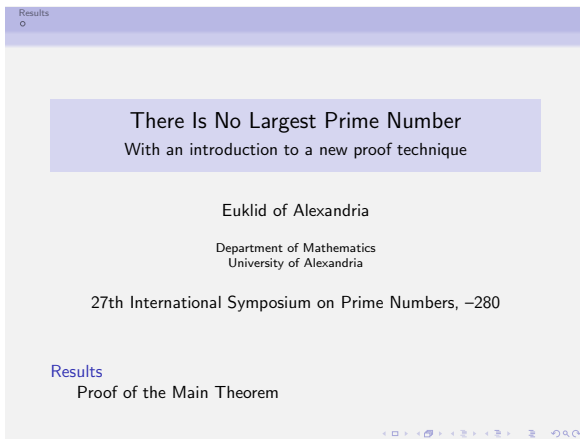 Results
There Is No Largest Prime Number
With an introduction to a new proof technique
Euklid of Alexandria
Department of Mathematics
University of Alexandria
27th International Symposium on Prime Numbers, –280
Results
Proof of the Main Theorem